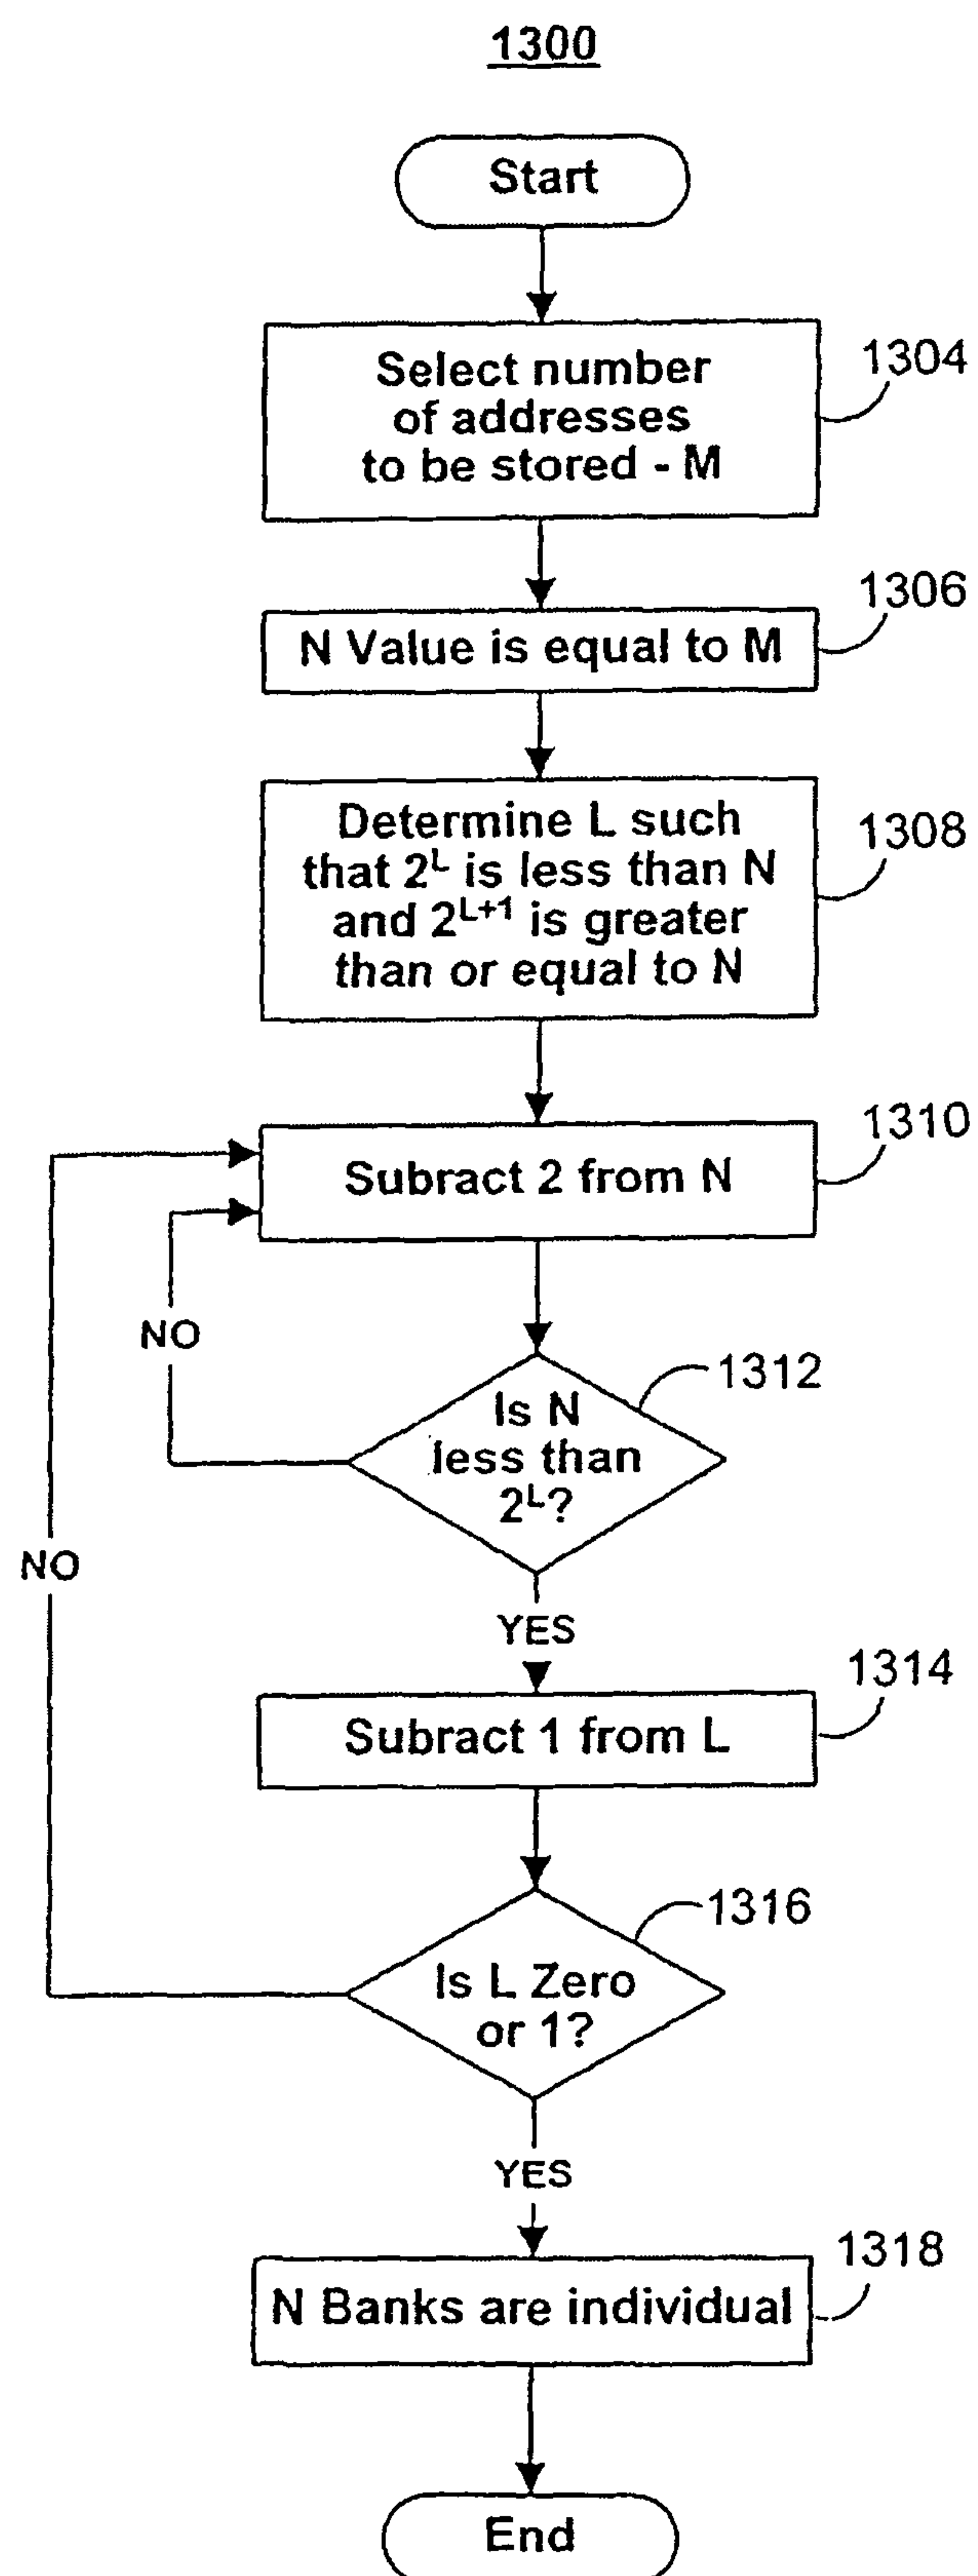 1300
Start
Select number
of addresses
to be stored - M
1304
N Value is equal to M
1306
Determine L such
that 2ᴸ is less than N
and 2ᴸ⁺¹ is greater
than or equal to N
1308
Subract 2 from N
1310
NO
Is N
less than
2ᴸ?
1312
NO
YES
Subract 1 from L
1314
Is L Zero
or 1?
1316
YES
N Banks are individual
1318
End